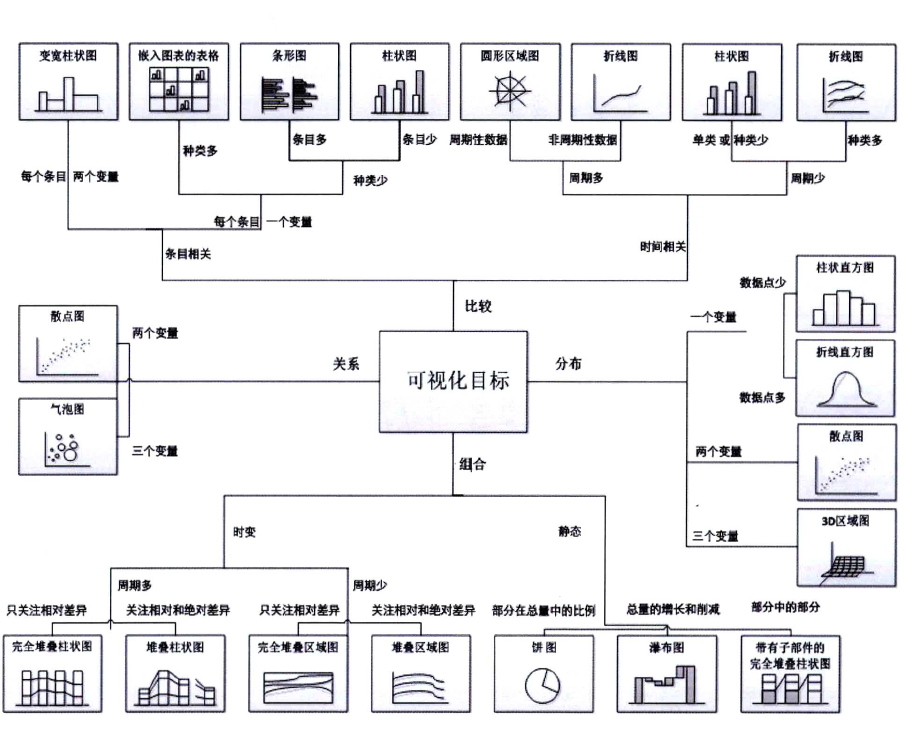 变宽柱状图
嵌入图表的表格
条形图
柱状图
圆形区域图
折线图
柱状图
折线图
种类多
条目多
条目少
周期性数据
非周期性数据
单类 或 种类少
种类多
每个条目 两个变量
种类少
周期多
周期少
每个条目 一个变量
条目相关
时间相关
比较
散点图
两个变量
关系
可视化目标
分布
一个变量
数据点少
柱状直方图
折线直方图
数据点多
气泡图
三个变量
组合
两个变量
散点图
三个变量
3D区域图
时变
静态
周期多
周期少
只关注相对差异
关注相对和绝对差异
只关注相对差异
关注相对和绝对差异
部分在总量中的比例
总量的增长和削减
部分中的部分
完全堆叠柱状图
堆叠柱状图
完全堆叠区域图
堆叠区域图
饼 图
瀑布图
带有子部件的
完全堆叠柱状图